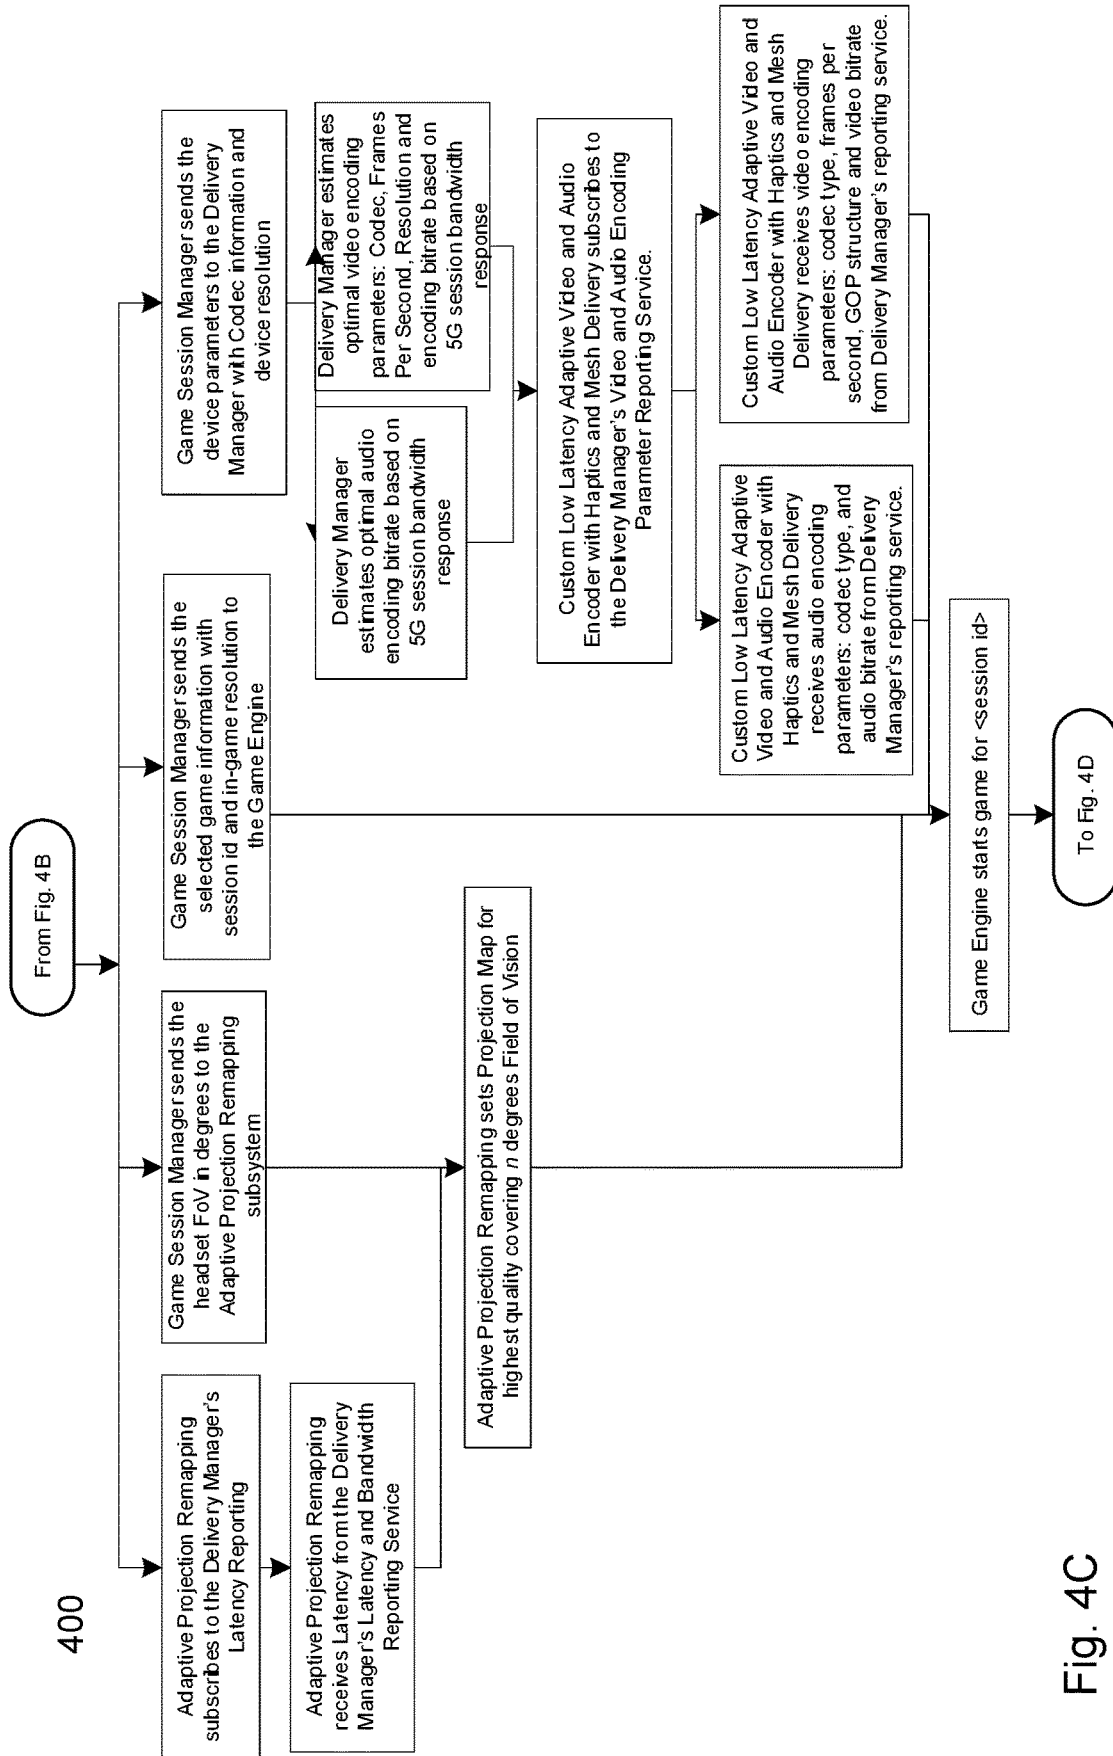 400
From Fig. 4B
Adaptive Projection Remapping
subscribes to the Delivery Manager's
Latency Reporting
Game Session Manager sends the
headset FoV in degrees to the
Adaptive Projection Remapping
subsystem
Game Session Manager sends the
selected game information with
session id and in-game resolution to
the Game Engine
Game Session Manager sends the
device parameters to the Delivery
Manager with Codec information and
device resolution
Adaptive Projection Remapping
receives Latency from the Delivery
Manager's Latency and Bandwidth
Reporting Service
Delivery Manager
estimates optimal audio
encoding bitrate based on
5G session bandwidth
response
Delivery Manager estimates
optimal video encoding
parameters: Codec, Frames
Per Second, Resolution and
encoding bitrate based on
5G session bandwidth
response
Adaptive Projection Remapping sets Projection Map for
highest quality covering n degrees Field of Vision
Custom Low Latency Adaptive Video and Audio
Encoder with Haptics and Mesh Delivery subscribes to
the Delivery Manager's Video and Audio Encoding
Parameter Reporting Service.
Custom Low Latency Adaptive
Video and Audio Encoder with
Haptics and Mesh Delivery
receives audio encoding
parameters: codec type, and
audio bitrate from Delivery
Manager's reporting service.
Custom Low Latency Adaptive Video and
Audio Encoder with Haptics and Mesh
Delivery receives video encoding
parameters: codec type, frames per
second, GOP structure and video bitrate
from Delivery Manager's reporting service.
Game Engine starts game for <session id>
To Fig. 4D
Fig. 4C